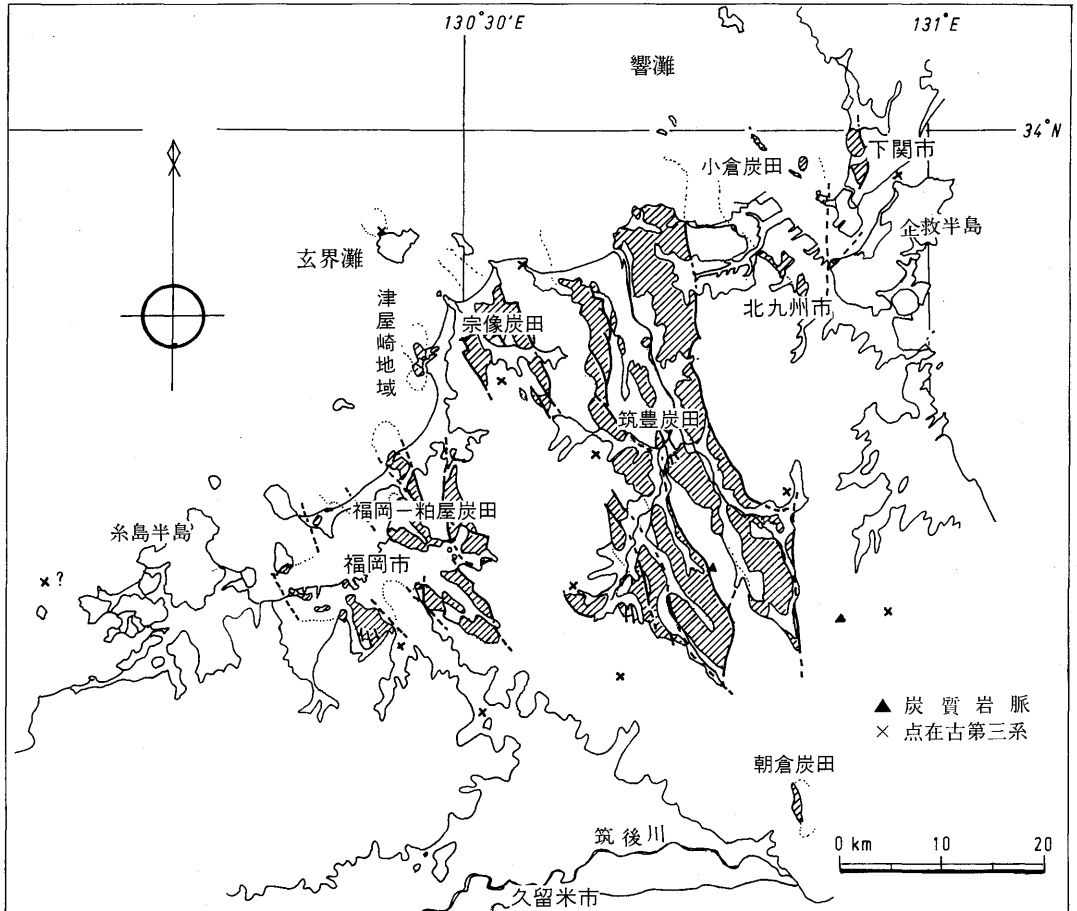 130°30′E
131°E
響灘
34°N
下関市
小倉炭田
企救半島
玄界灘
北九州市
津屋崎地域
宗像炭田
筑豊炭田
福岡－粕屋炭田
糸島半島
福岡市
?
▲ 炭質岩脈
× 点在古第三系
朝倉炭田
筑後川
0 km 10 20
久留米市